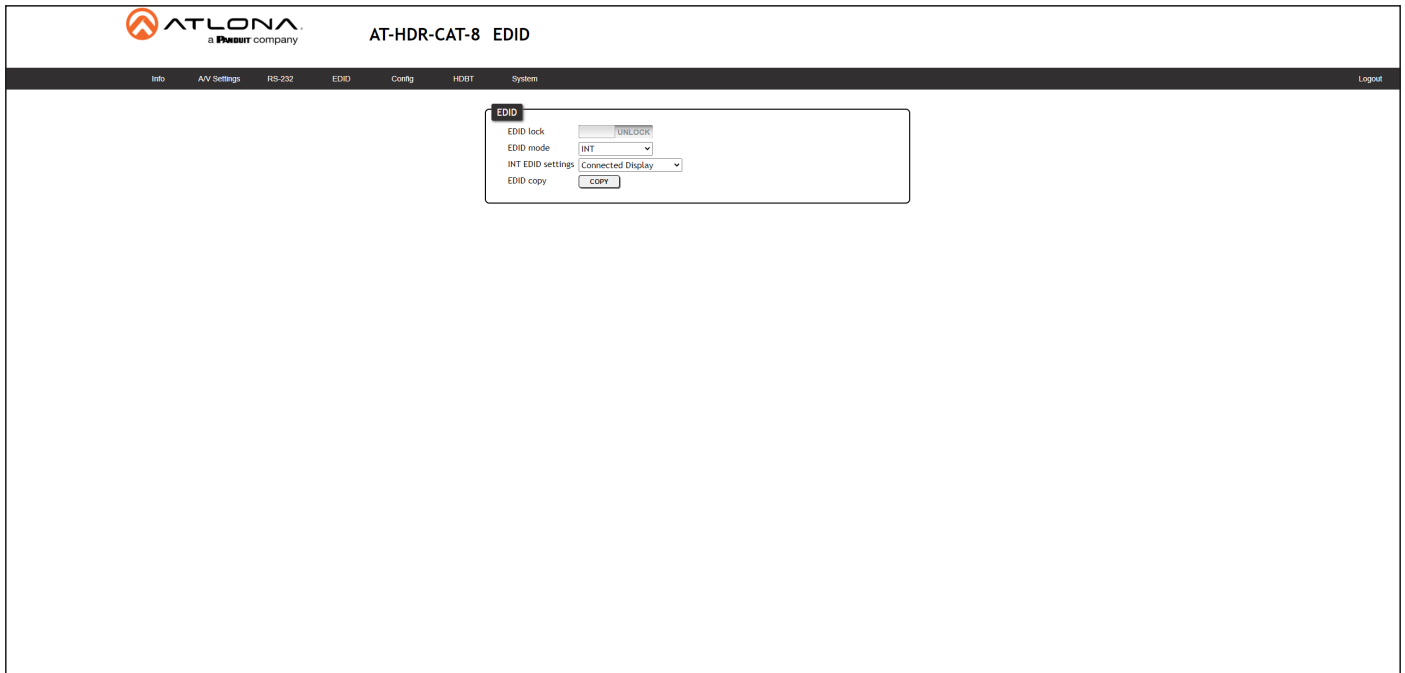 ATLONA.
a PANDUIT company
AT-HDR-CAT-8 EDID
Info A/V Settings RS-232 EDID Config HDBT System Logout
EDID
EDID lock UNLOCK
EDID mode INT
INT EDID settings Connected Display
EDID copy COPY